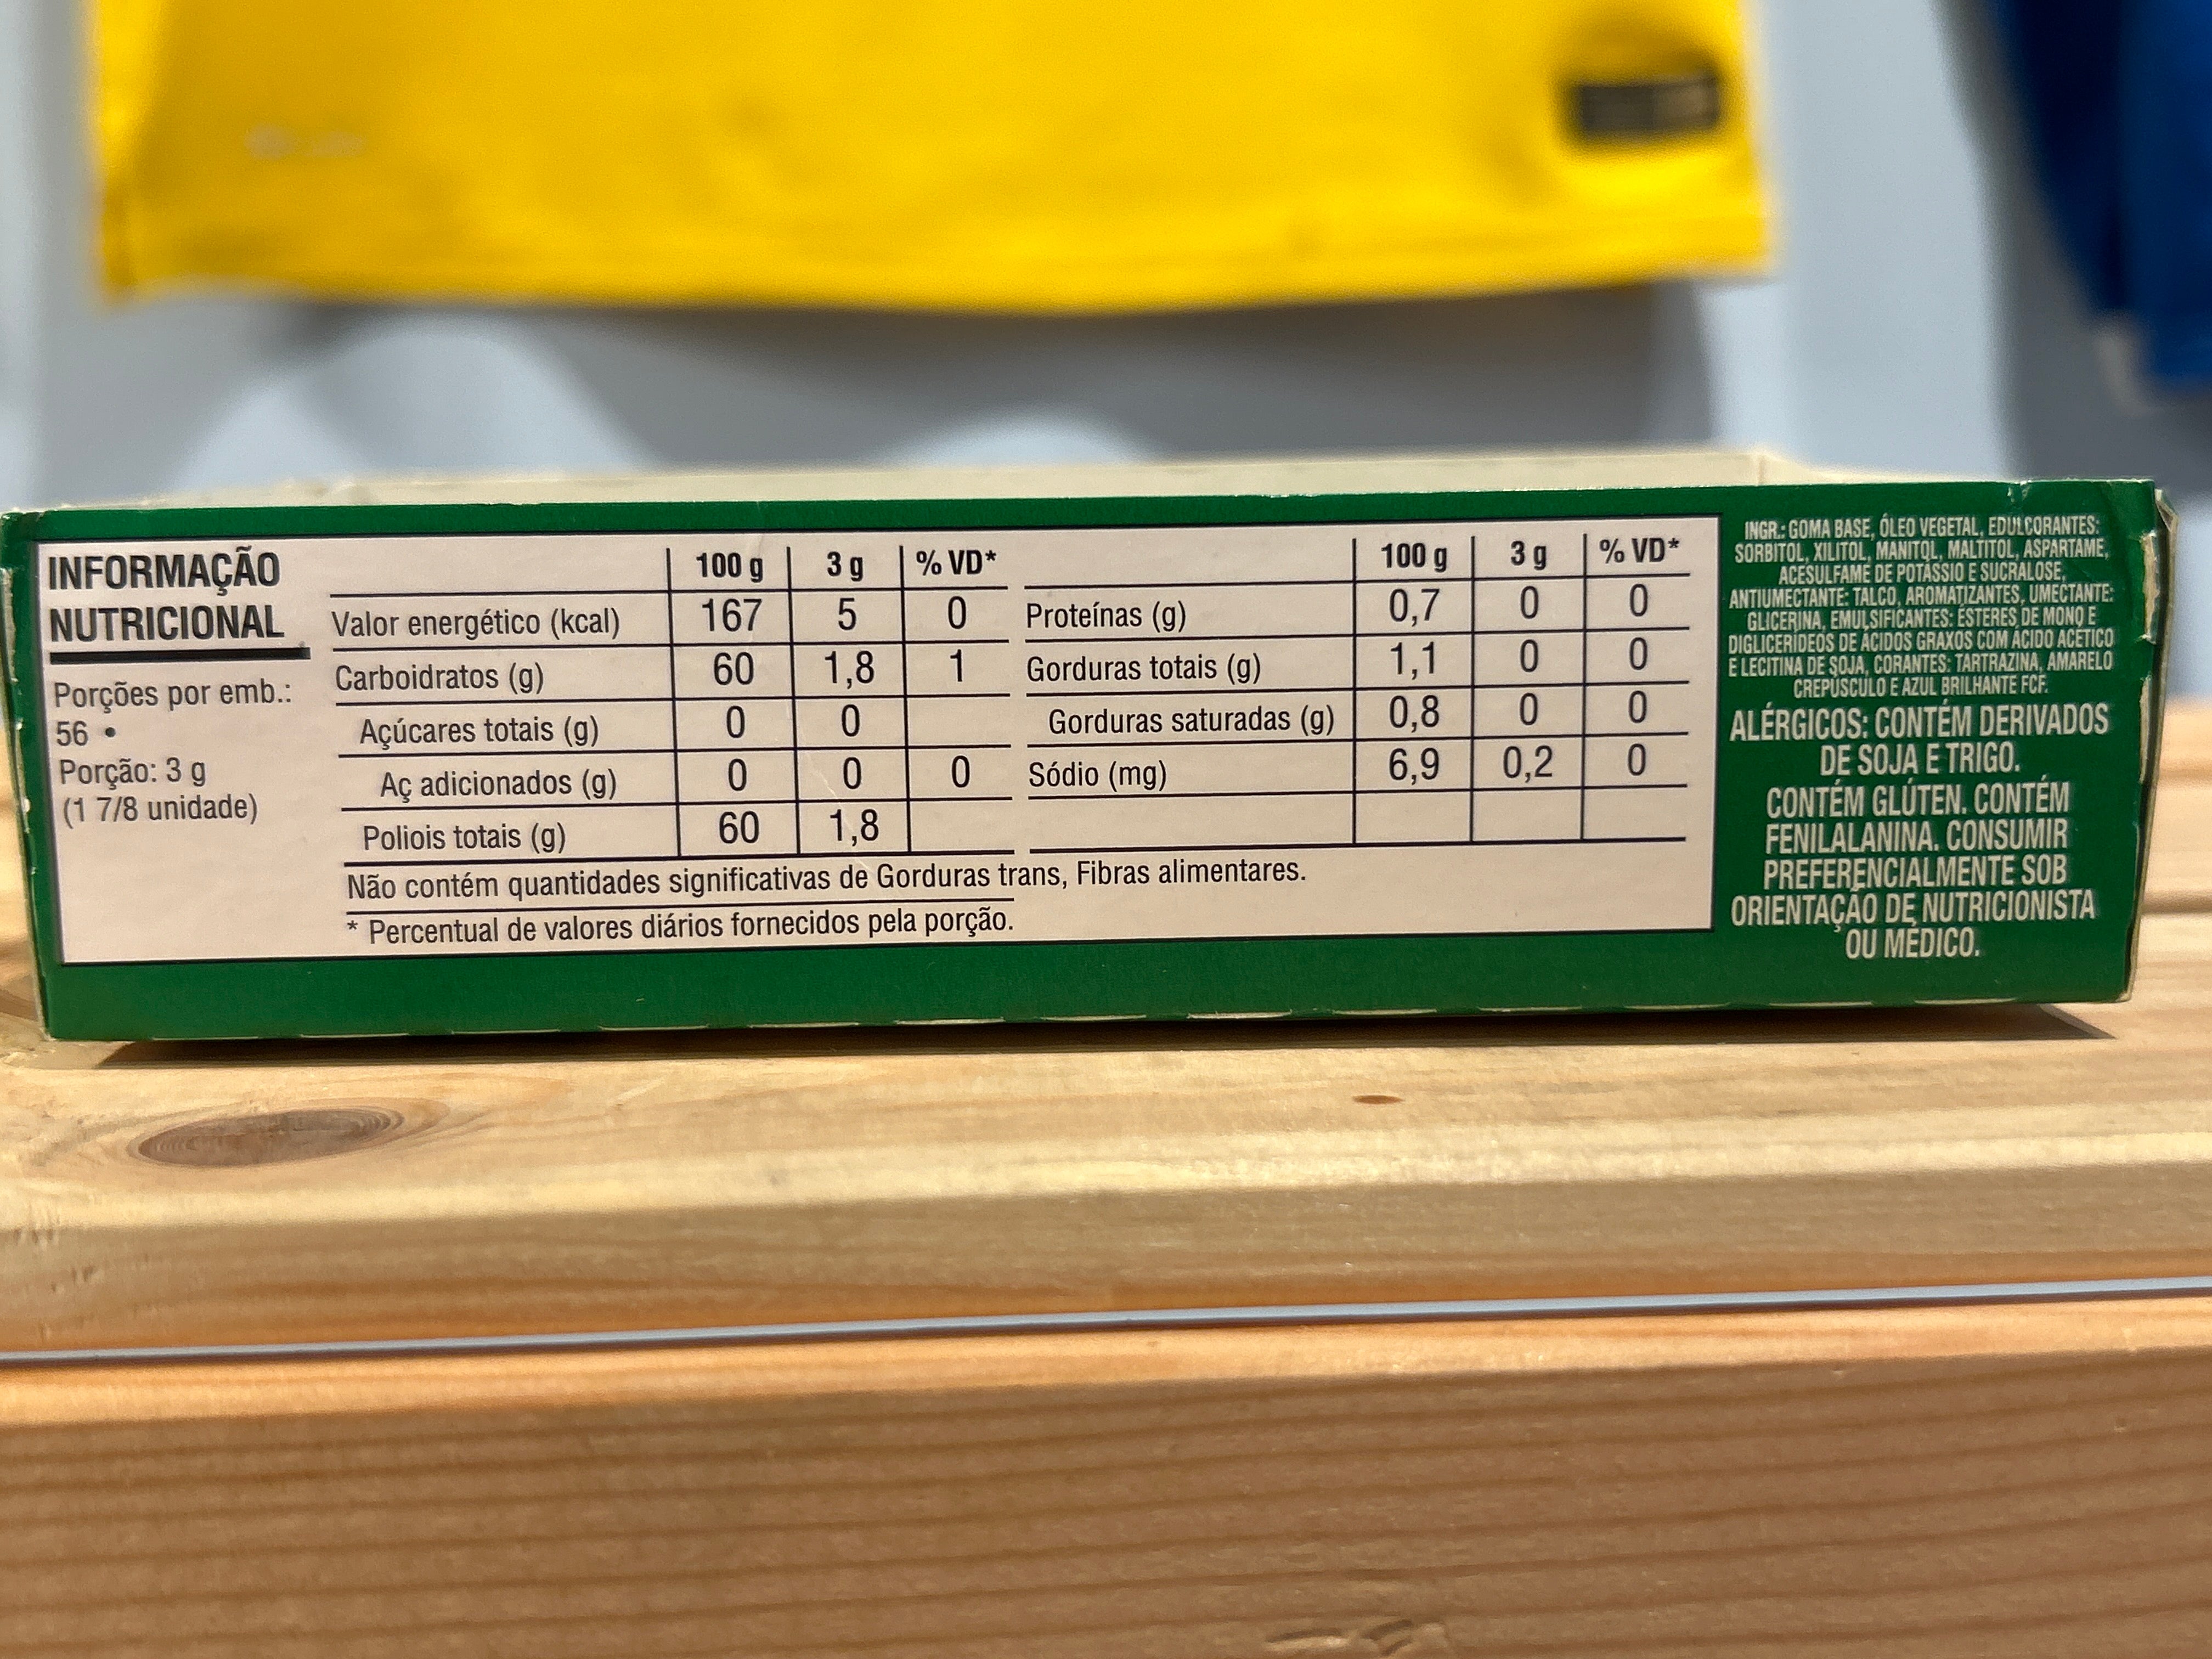 INFORMAÇÃO
NUTRICIONAL
Porções por emb.:
56 •
Porção: 3 g
(1 7/8 unidade)
100 g 3 g % VD*
Valor energético (kcal) 167 5 0
Carboidratos (g) 60 1,8 1
Açúcares totais (g) 0 0
Aç adicionados (g) 0 0 0
Poliois totais (g) 60 1,8
100 g 3 g % VD*
Proteínas (g) 0,7 0 0
Gorduras totais (g) 1,1 0 0
Gorduras saturadas (g) 0,8 0 0
Sódio (mg) 6,9 0,2 0
Não contém quantidades significativas de Gorduras trans, Fibras alimentares.
* Percentual de valores diários fornecidos pela porção.
INGR.: GOMA BASE, ÓLEO VEGETAL, EDULCORANTES:
SORBITOL, XILITOL, MANITOL, MALTITOL, ASPARTAME,
ACESULFAME DE POTÁSSIO E SUCRALOSE,
ANTIUMECTANTE: TALCO, AROMATIZANTES, UMECTANTE:
GLICERINA, EMULSIFICANTES: ÉSTERES DE MONO E
DIGLICERÍDEOS DE ÁCIDOS GRAXOS COM ÁCIDO ACÉTICO
E LECITINA DE SOJA, CORANTES: TARTRAZINA, AMARELO
CREPÚSCULO E AZUL BRILHANTE FCF.
ALÉRGICOS: CONTÉM DERIVADOS
DE SOJA E TRIGO.
CONTÉM GLÚTEN. CONTÉM
FENILALANINA. CONSUMIR
PREFERENCIALMENTE SOB
ORIENTAÇÃO DE NUTRICIONISTA
OU MÉDICO.